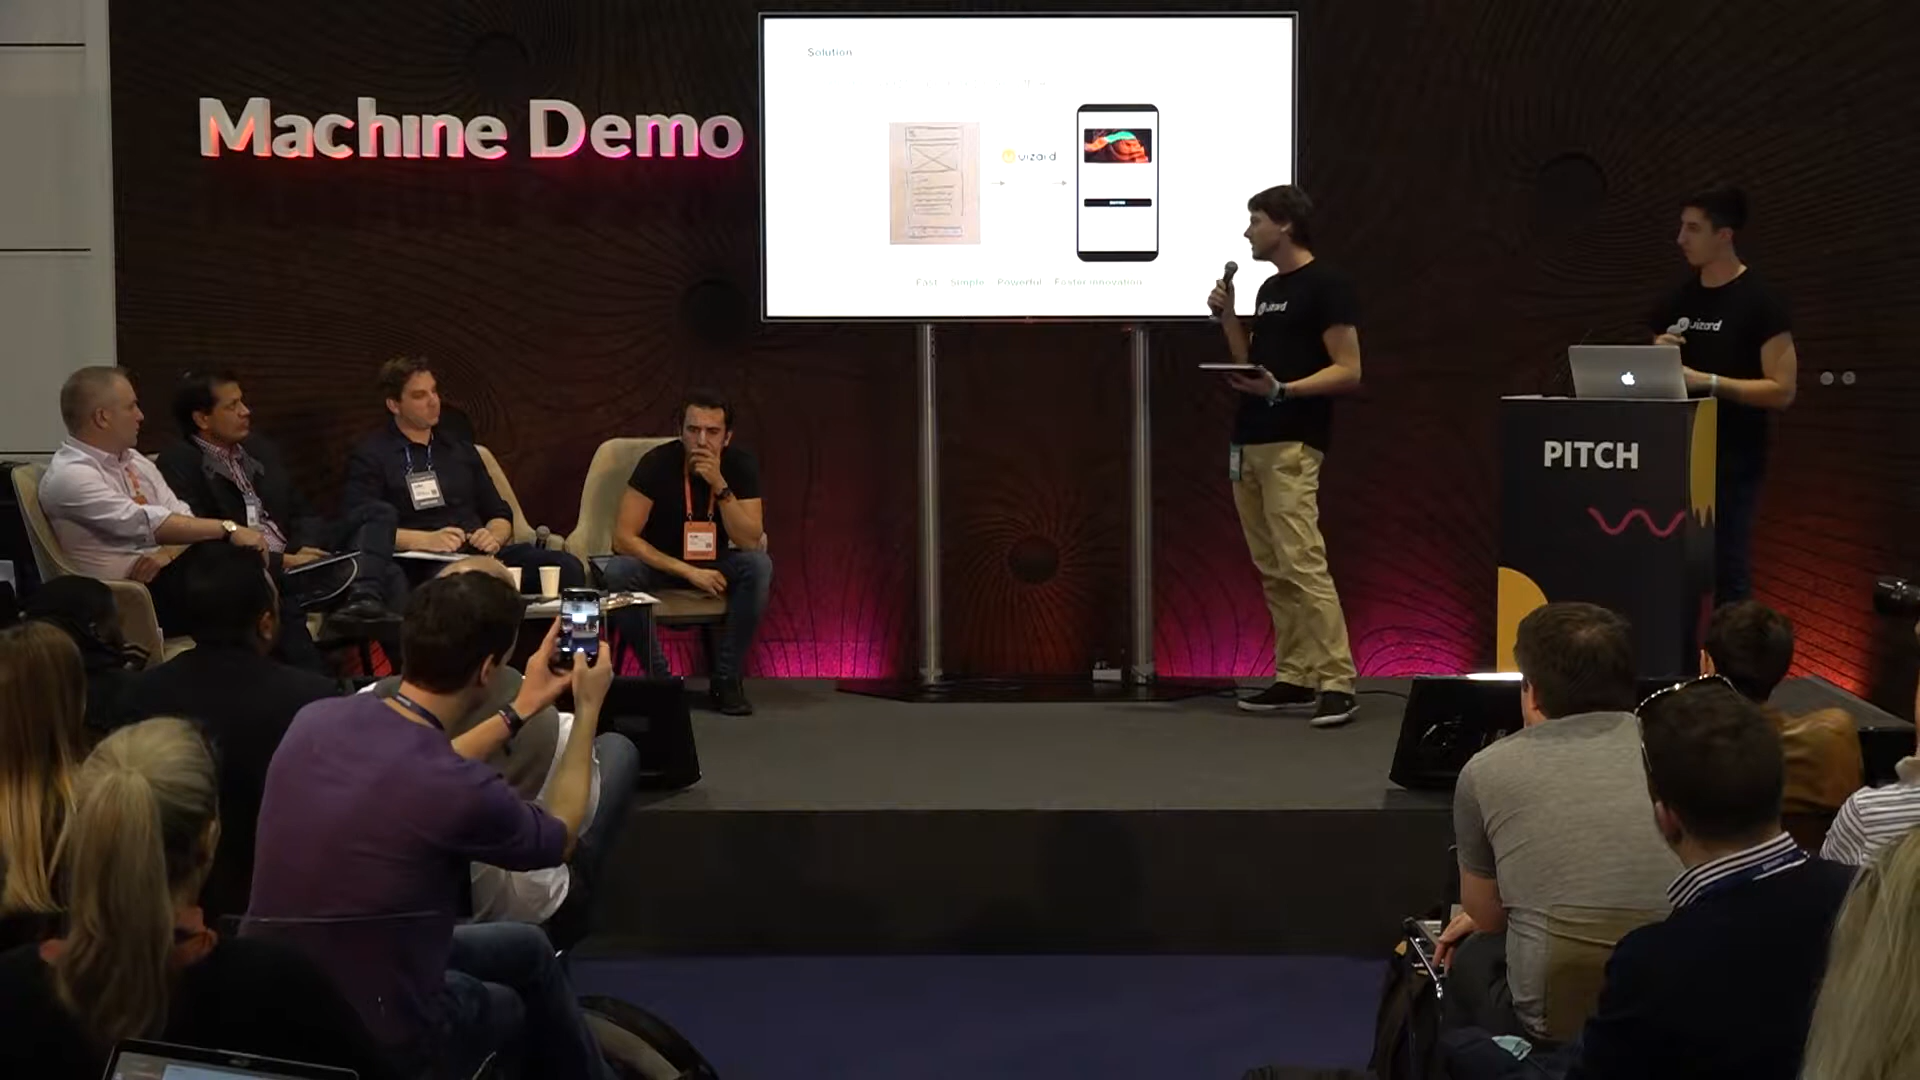 Machine Demo
Solution
uizard
Fast Simple Powerful Foster innovation
uizard
uizard
PITCH